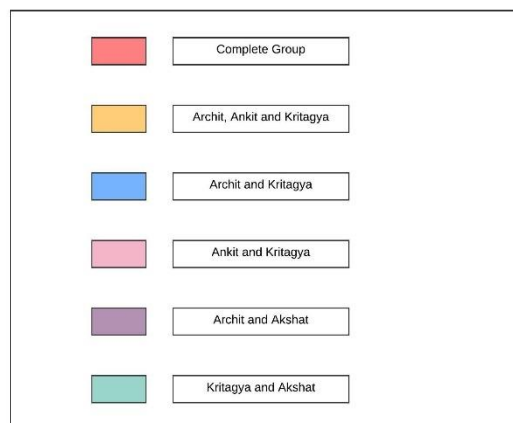 Complete Group
Archit, Ankit and Kritagya
Archit and Kritagya
Ankit and Kritagya
Archit and Akshat
Kritagya and Akshat